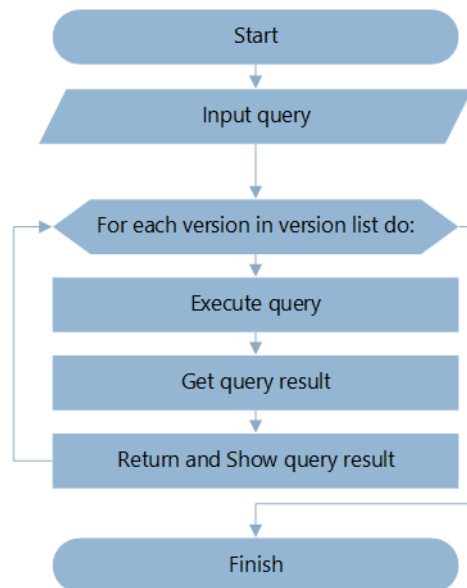 Start
Input query
For each version in version list do:
Execute query
Get query result
Return and Show query result
Finish